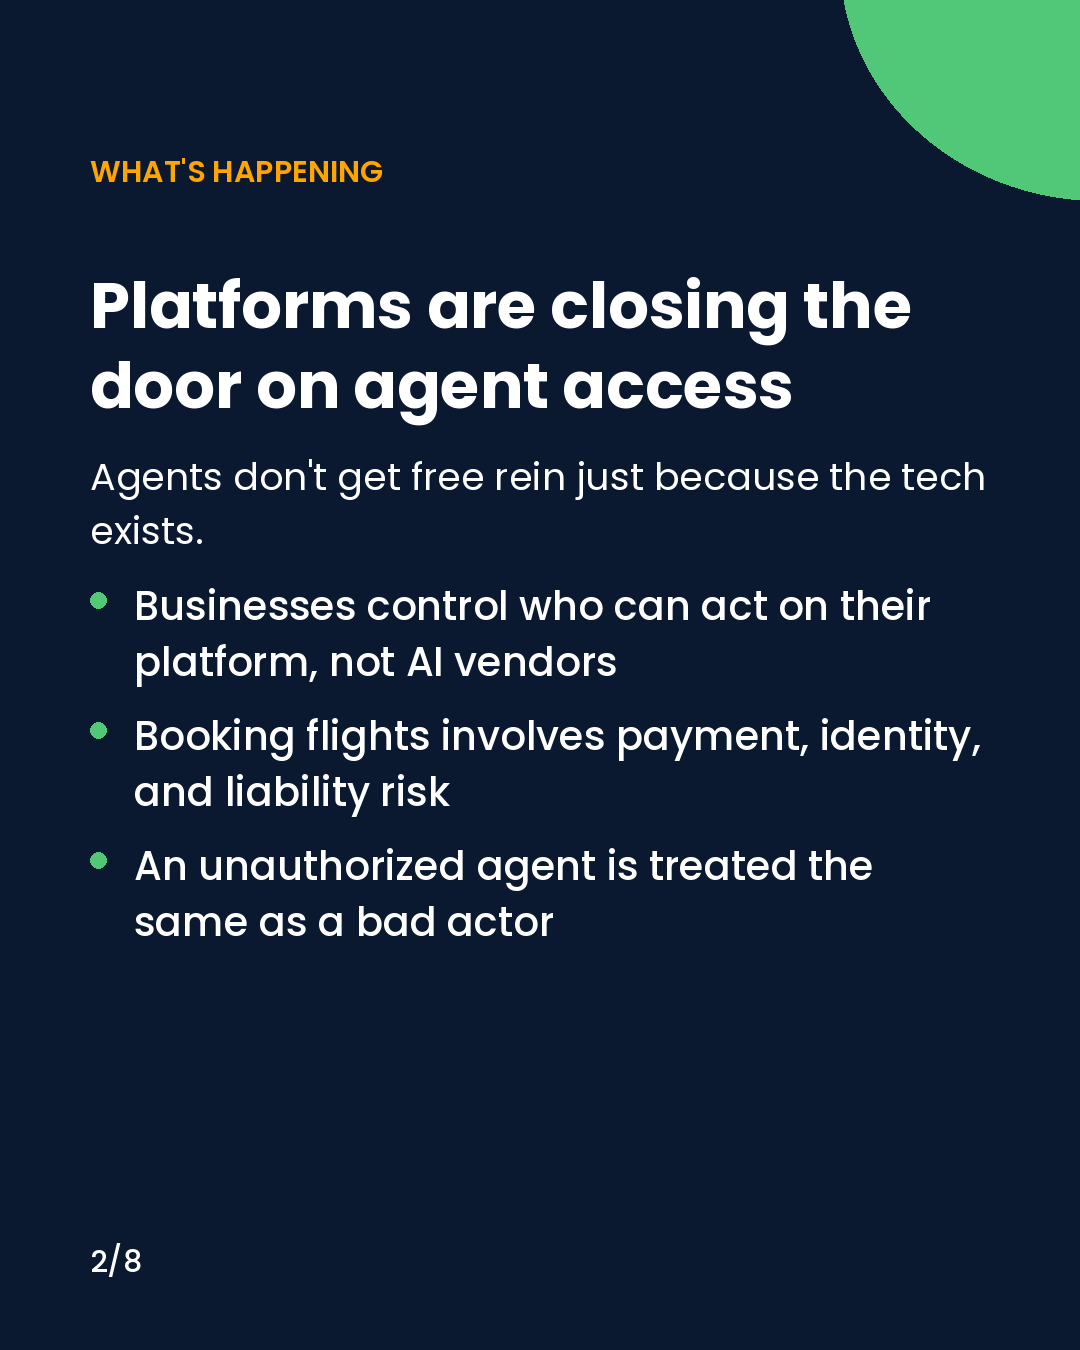 WHAT'S HAPPENING
Platforms are closing the
door on agent access
Agents don't get free rein just because the tech
exists.
Businesses control who can act on their
platform, not AI vendors
Booking flights involves payment, identity,
and liability risk
An unauthorized agent is treated the
same as a bad actor
2/8